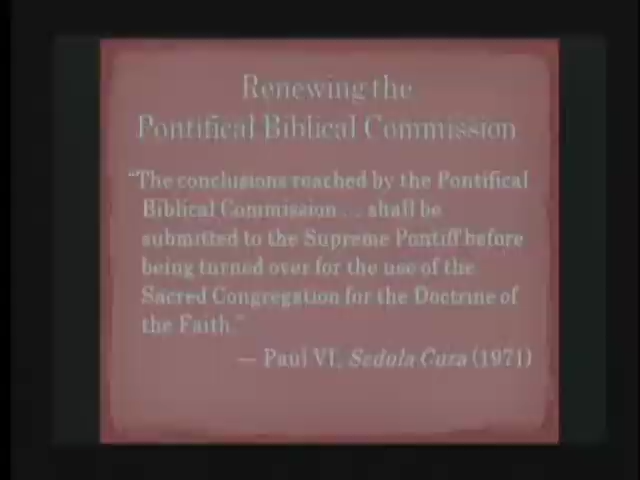 Renewing the
Pontifical Biblical Commission
“The conclusions reached by the Pontifical
Biblical Commission . . . shall be
submitted to the Supreme Pontiff before
being turned over for the use of the
Sacred Congregation for the Doctrine of
the Faith.”
— Paul VI, Sedola Cura (1971)